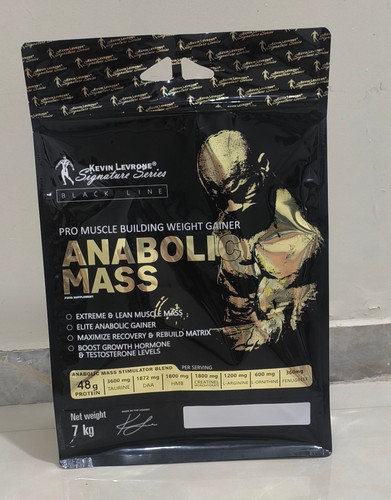 KEVIN LEVRONE®
Signature Series
BLACK LINE
PRO MUSCLE BUILDING WEIGHT GAINER
ANABOLIC
MASS
FOOD SUPPLEMENT
EXTREME & LEAN MUSCLE MASS
ELITE ANABOLIC GAINER
MAXIMIZE RECOVERY & REBUILD MATRIX
BOOST GROWTH HORMONE
& TESTOSTERONE LEVELS
ANABOLIC MASS STIMULATOR BLEND PER SERVING
48g PROTEIN
3600 mg TAURINE
1872 mg DAA
1800 mg HMB
1800 mg CREATINE
1200 mg L-ARGININE
600 mg L-ORNITHINE
360mg FENUGREEK
Net weight
7 kg